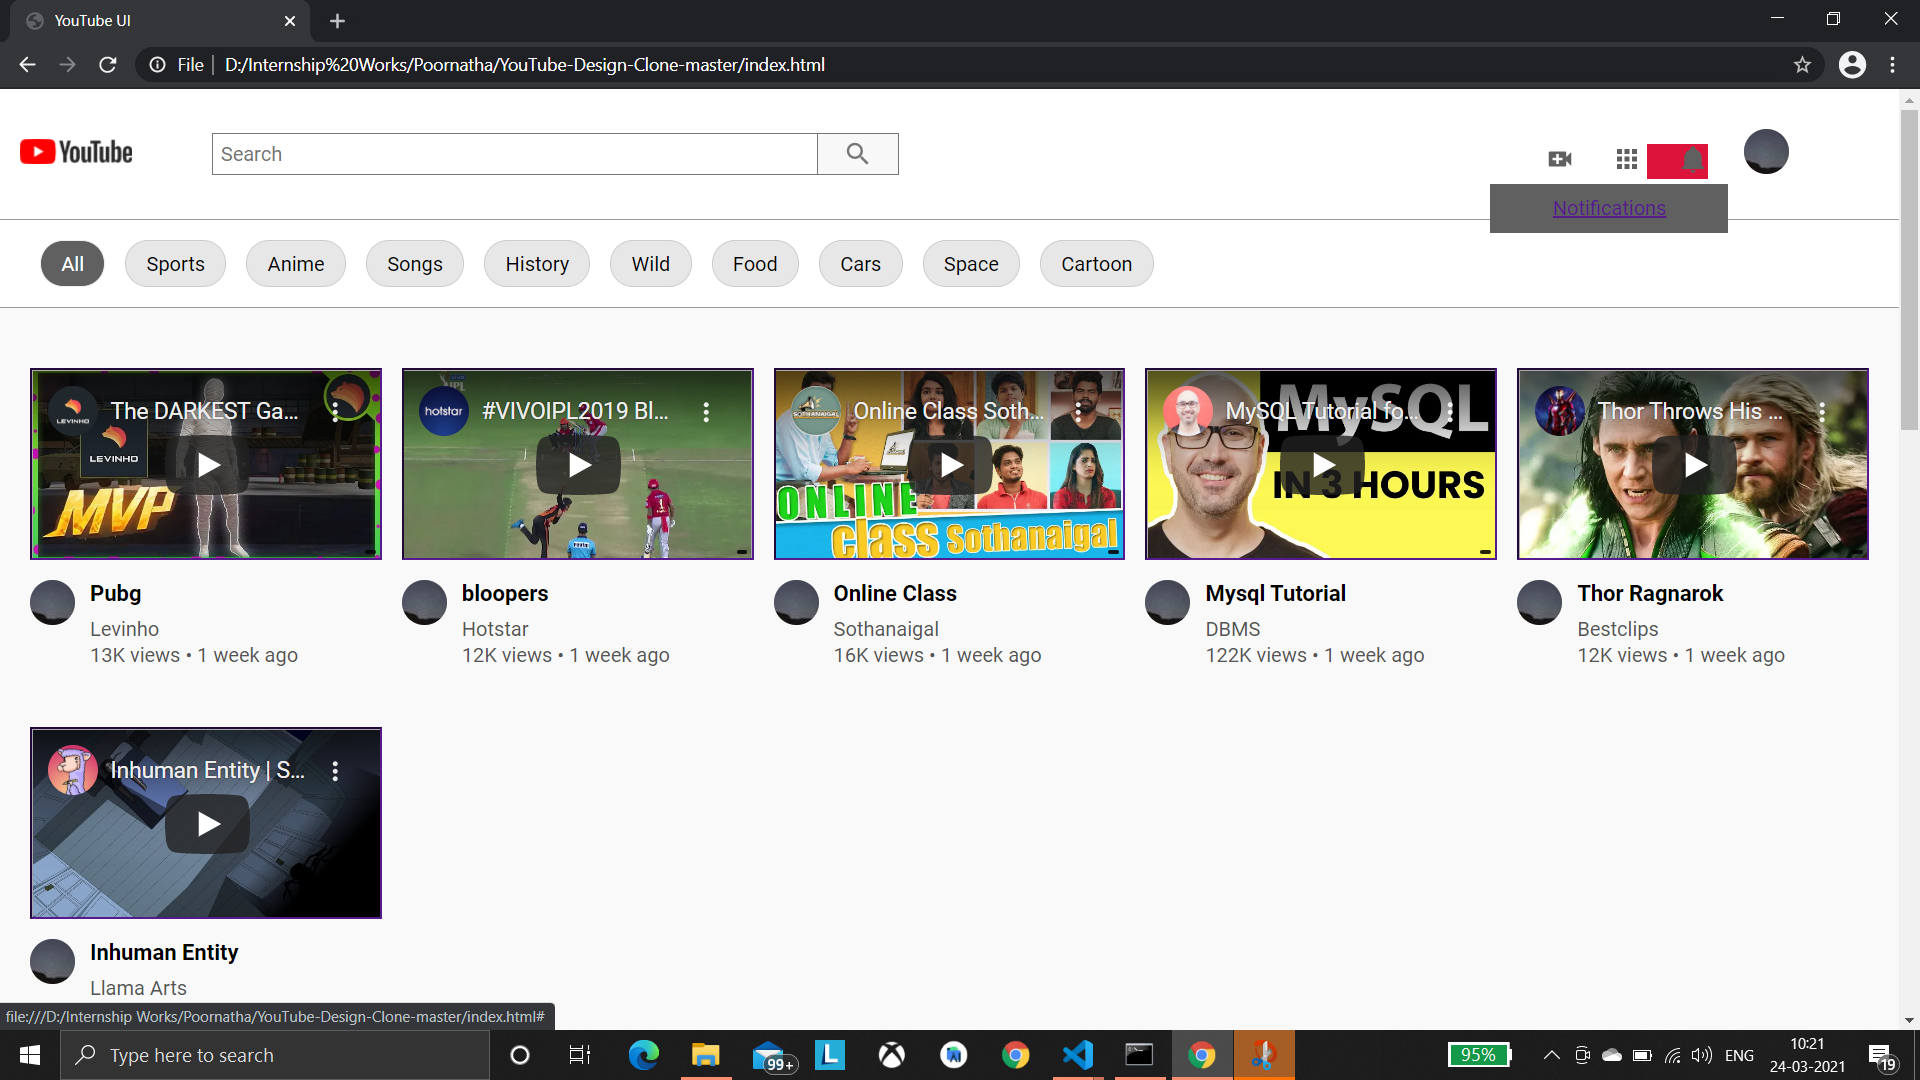 YouTube UI
File
D:/Internship%20Works/Poornatha/YouTube-Design-Clone-master/index.html
YouTube
Search
Notifications
All
Sports
Anime
Songs
History
Wild
Food
Cars
Space
Cartoon
LEVINHO
The DARKEST Ga...
LEVINHO
MVP
IPL
hotstar
#VIVOIPL2019 Bl...
SOTHANAIGAL
Online Class Soth...
ONLINE
class Sothanaigal
MySQL Tutorial fo...
MySQL
IN 3 HOURS
Thor Throws His ...
Pubg
Levinho
13K views • 1 week ago
bloopers
Hotstar
12K views • 1 week ago
Online Class
Sothanaigal
16K views • 1 week ago
Mysql Tutorial
DBMS
122K views • 1 week ago
Thor Ragnarok
Bestclips
12K views • 1 week ago
Inhuman Entity | S...
Inhuman Entity
Llama Arts
file:///D:/Internship Works/Poornatha/YouTube-Design-Clone-master/index.html#
Type here to search
99+
L
95%
ENG
10:21
24-03-2021
19